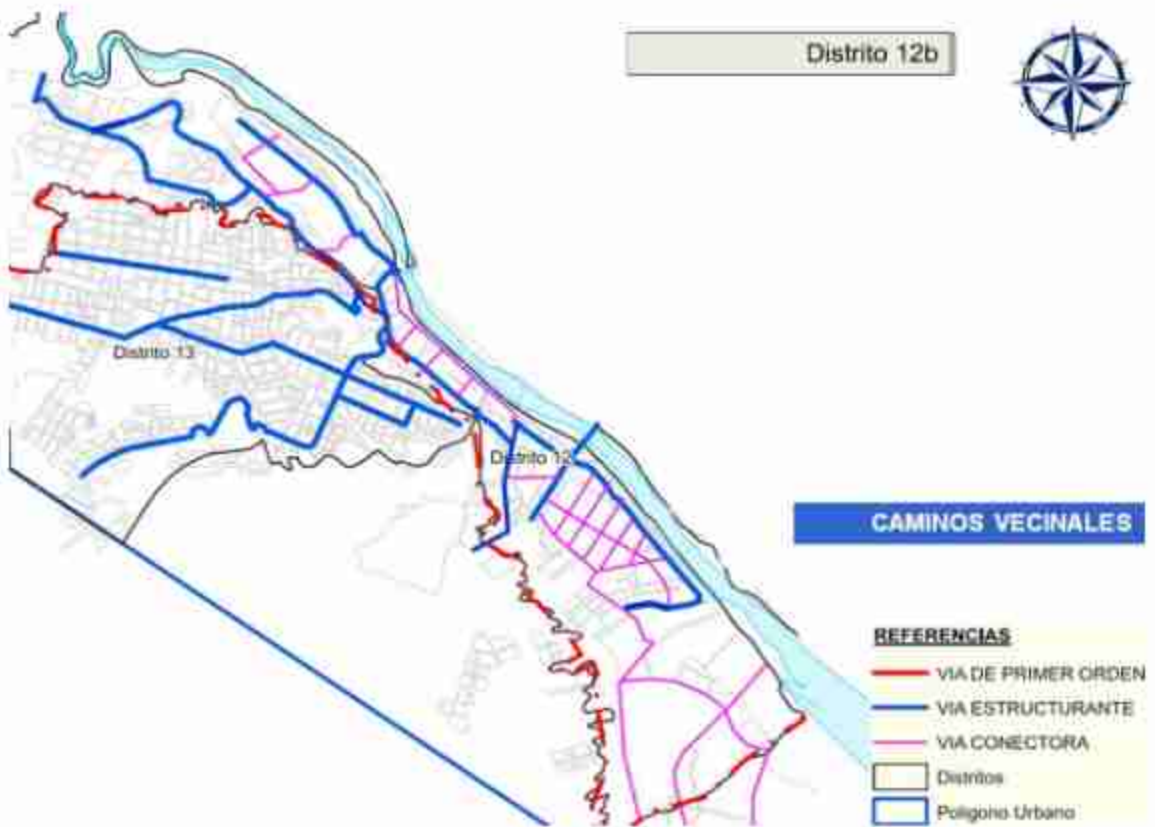 Distrito 12b
Distrito 13
Distrito 12
CAMINOS VECINALES
REFERENCIAS
VIA DE PRIMER ORDEN
VIA ESTRUCTURANTE
VIA CONECTORA
Distritos
Poligono Urbano